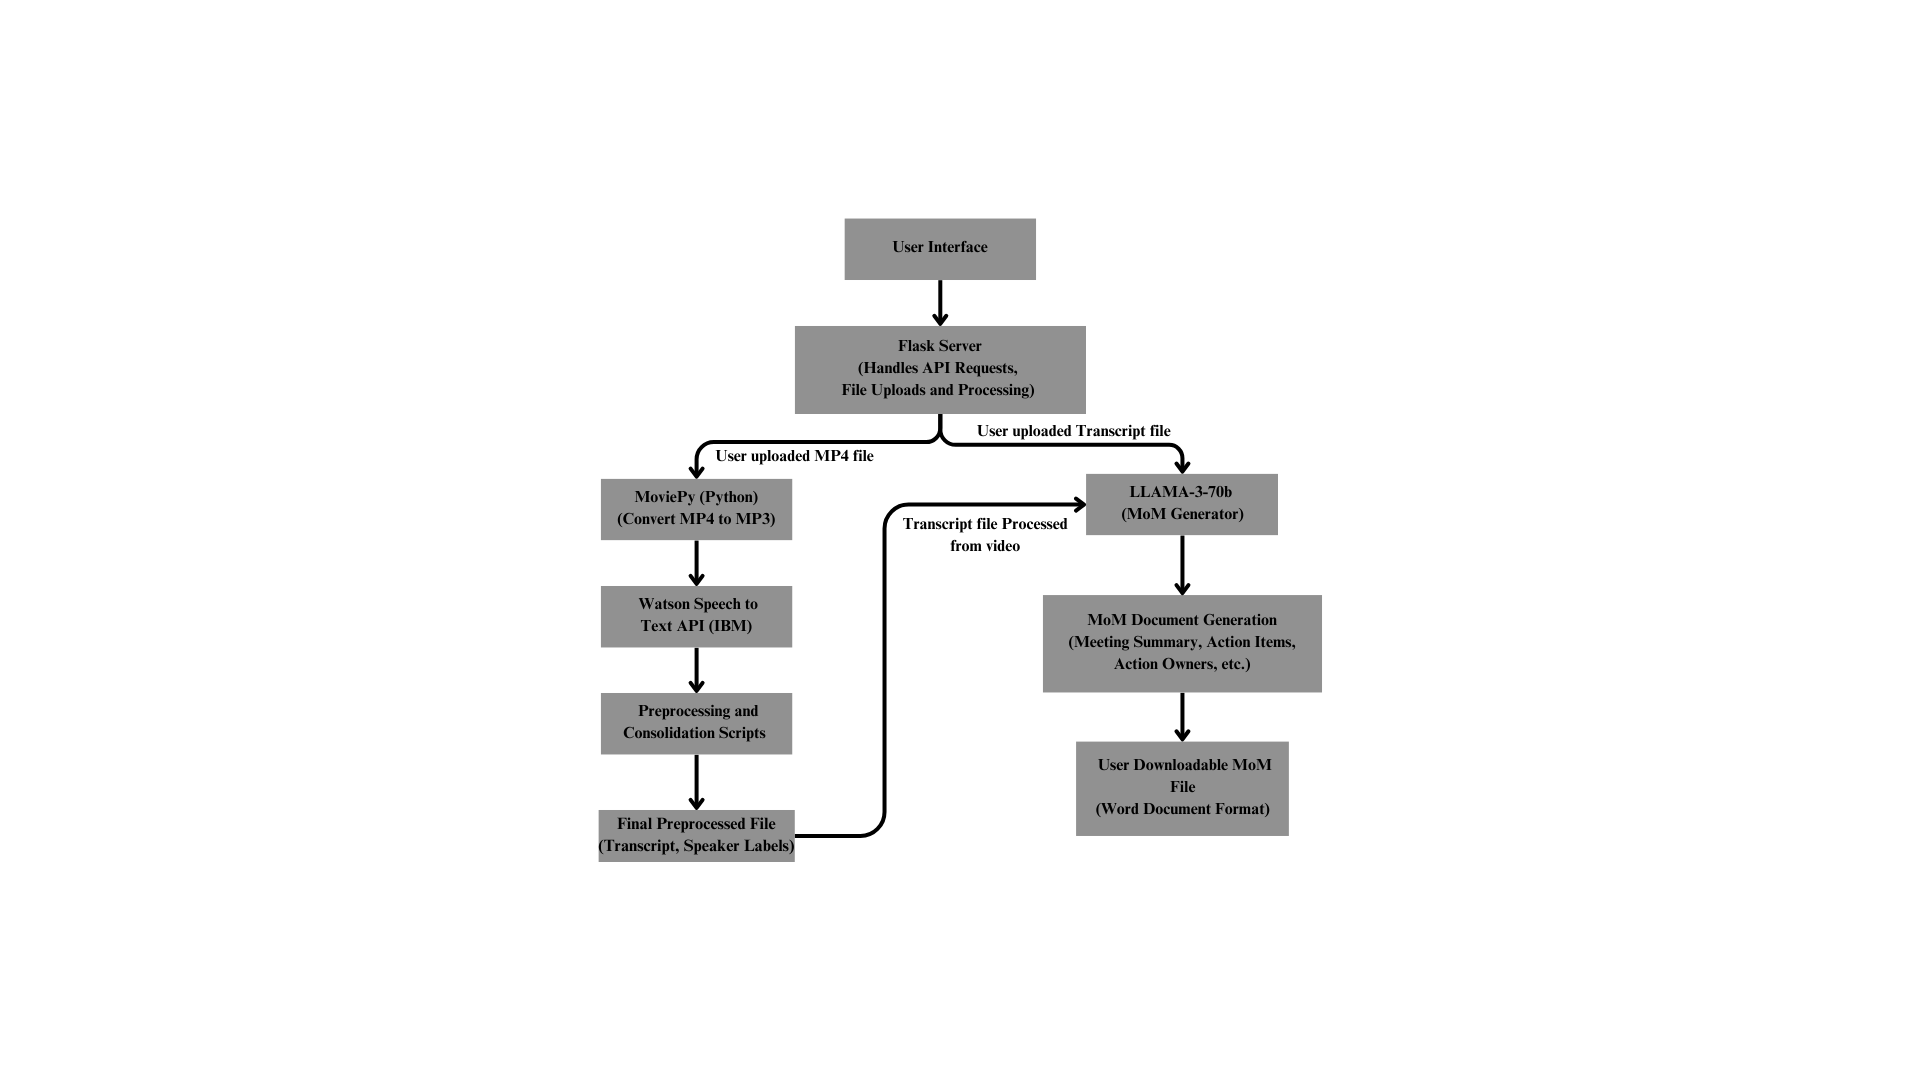 User Interface
Flask Server
(Handles API Requests,
File Uploads and Processing)
User uploaded MP4 file
User uploaded Transcript file
MoviePy (Python)
(Convert MP4 to MP3)
Watson Speech to
Text API (IBM)
Preprocessing and
Consolidation Scripts
Final Preprocessed File
(Transcript, Speaker Labels)
Transcript file Processed
from video
LLAMA-3-70b
(MoM Generator)
MoM Document Generation
(Meeting Summary, Action Items,
Action Owners, etc.)
User Downloadable MoM
File
(Word Document Format)